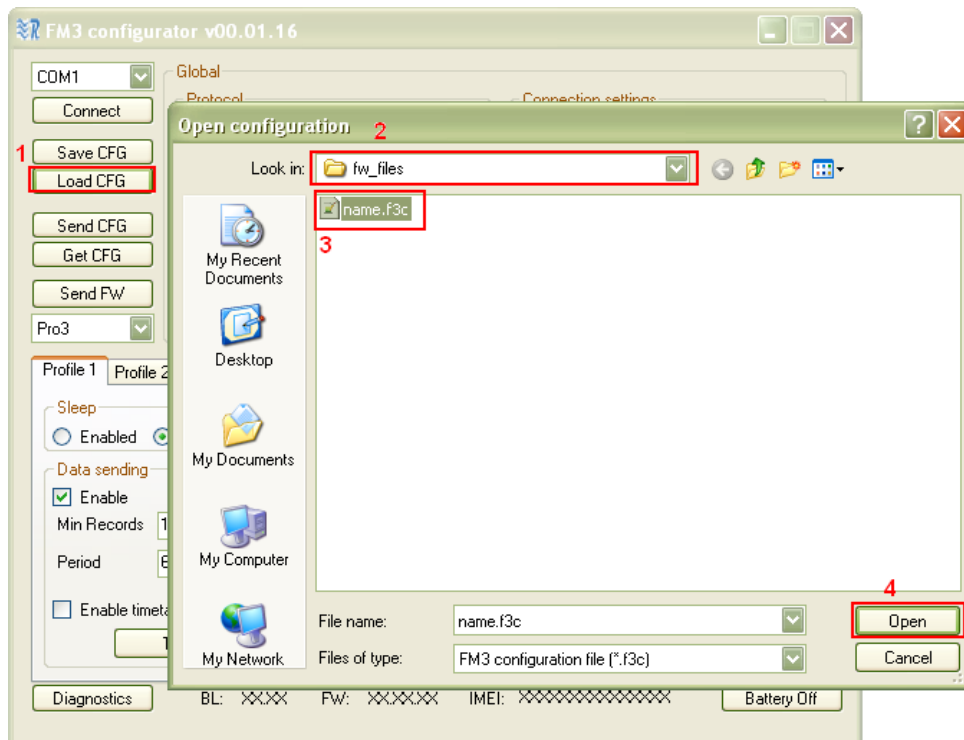 FM3 configurator v00.01.16
COM1
Global
Connect
Protocol
Connection settings
Open configuration
2
1
Save CFG
Look in:
fw_files
Load CFG
name.f3c
3
Send CFG
Get CFG
My Recent
Documents
Send FW
Pro3
Desktop
Profile 1
Profile 2
Sleep
Enabled
My Documents
Data sending
Enable
Min Records
1
Period
My Computer
4
Enable
File name:
name.f3c
Open
My Network
Files of type:
FM3 configuration file (*.f3c)
Cancel
Diagnostics
BL: XX.XX
FW: XX.XX.XX
IMEI: XXXXXXXXXXXXXX
Battery Off